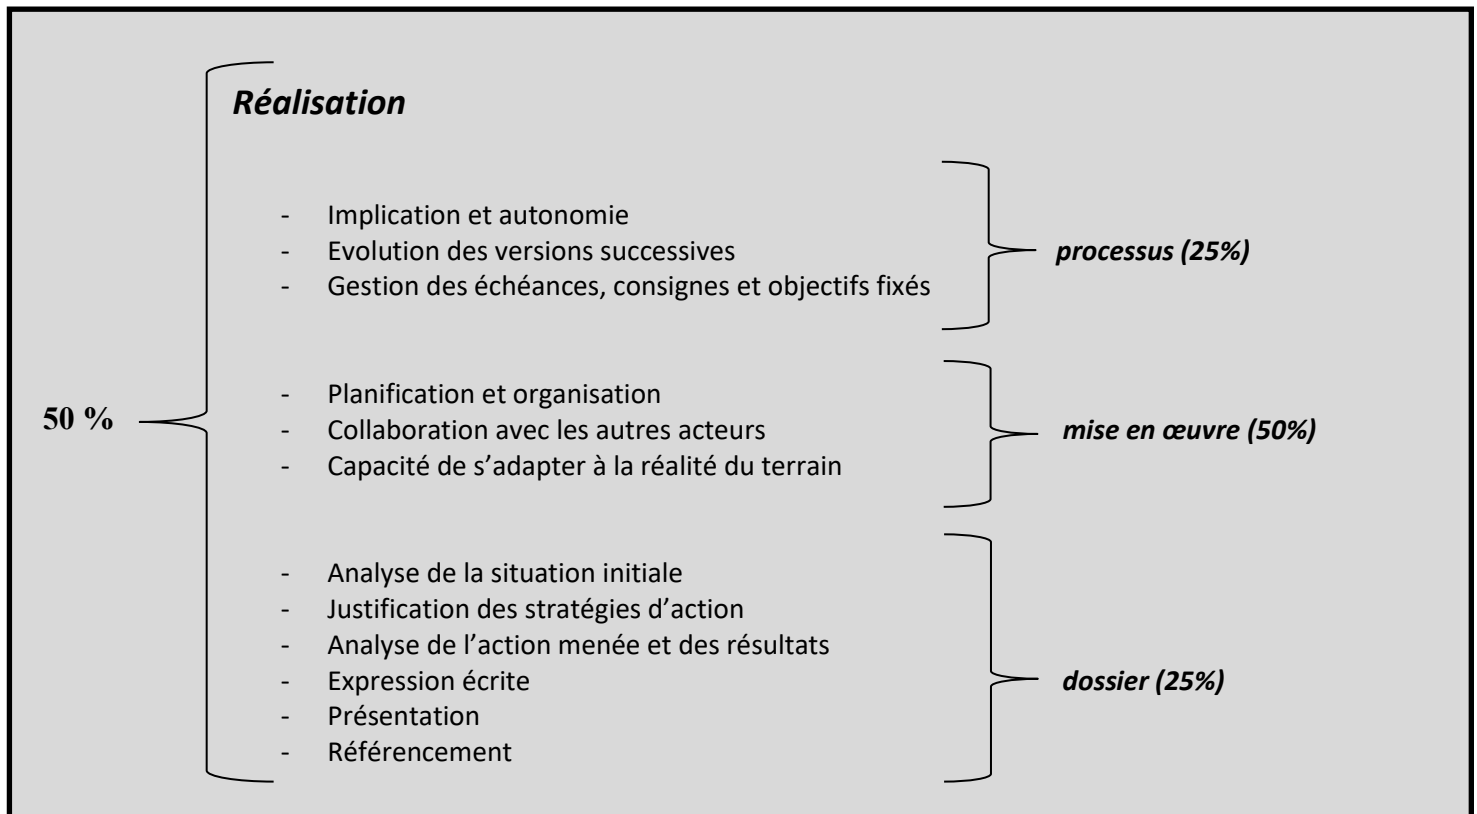 Réalisation
- Implication et autonomie
- Evolution des versions successives
- Gestion des échéances, consignes et objectifs fixés
processus (25%)
50 %
- Planification et organisation
- Collaboration avec les autres acteurs
- Capacité de s’adapter à la réalité du terrain
mise en œuvre (50%)
- Analyse de la situation initiale
- Justification des stratégies d’action
- Analyse de l’action menée et des résultats
- Expression écrite
- Présentation
- Référencement
dossier (25%)